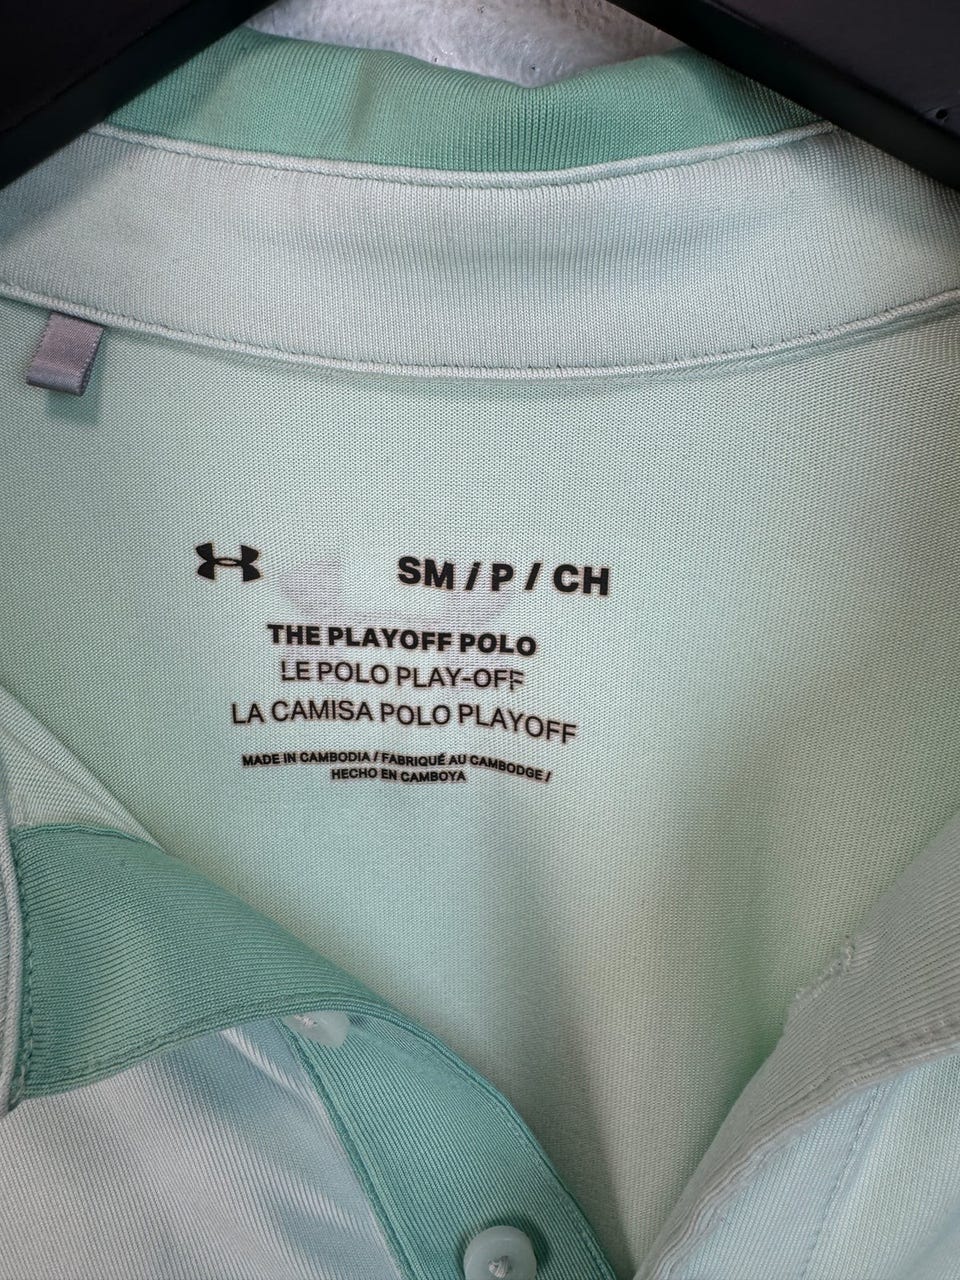 SM / P / CH
THE PLAYOFF POLO
LE POLO PLAY-OFF
LA CAMISA POLO PLAYOFF
MADE IN CAMBODIA / FABRIQUÉ AU CAMBODGE /
HECHO EN CAMBOYA